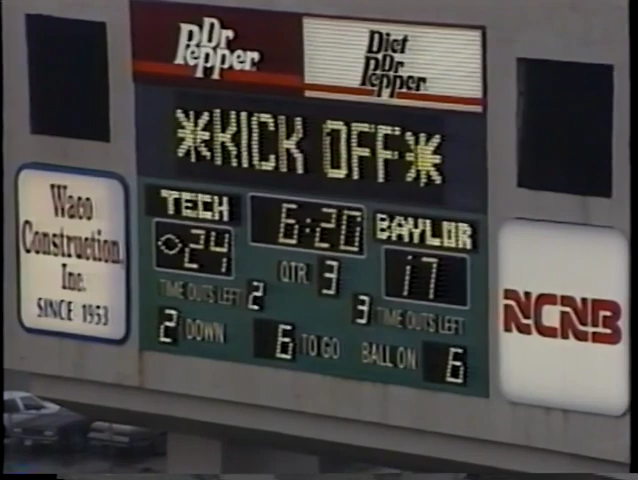 Dr Pepper
Diet Dr Pepper
*KICK OFF*
TECH 6:20 BAYLOR
24 QTR. 3 17
TIME OUTS LEFT 2 3 TIME OUTS LEFT
2 DOWN 6 TO GO BALL ON 6
Waco
Construction,
Inc.
SINCE 1953
NCNB